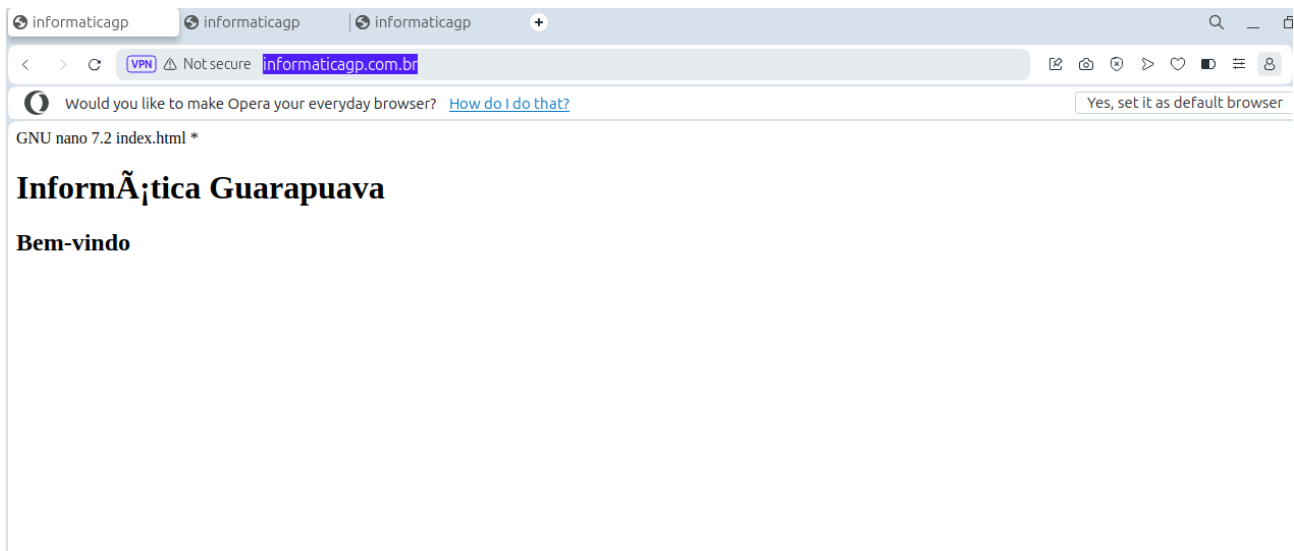 informaticagp informaticagp informaticagp
VPN Not secure informaticagp.com.br
Would you like to make Opera your everyday browser? How do I do that? Yes, set it as default browser
GNU nano 7.2 index.html *
InformÃ¡tica Guarapuava
Bem-vindo